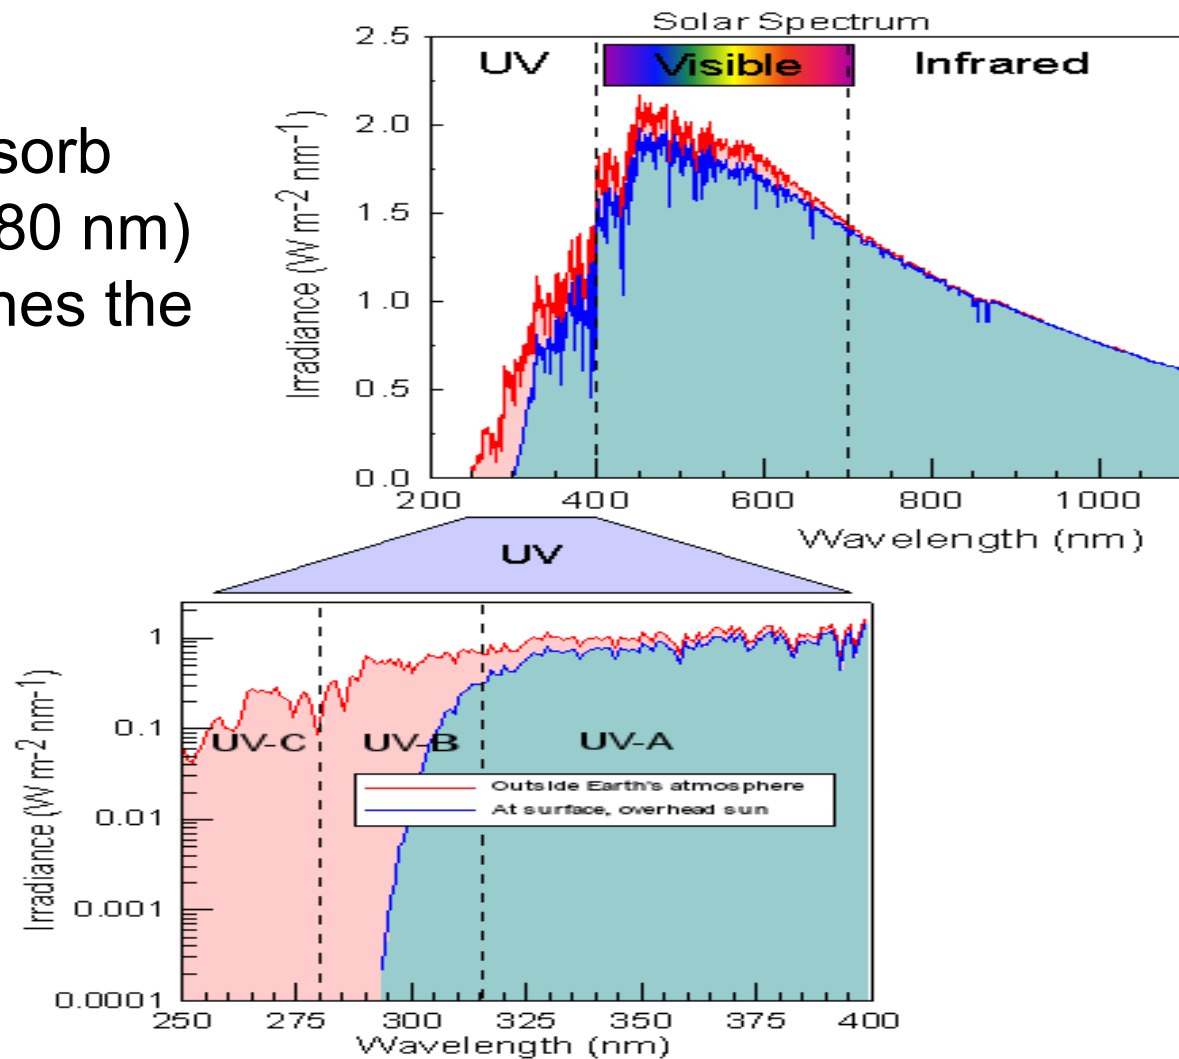 sorb
80 nm)
nes the
Solar Spectrum
UV Visible Infrared
Irradiance (W m-2 nm-1)
2.5
2.0
1.5
1.0
0.5
0.0
200 400 600 800 1000
Wavelength (nm)
UV
Irradiance (W m-2 nm-1)
1
0.1
0.01
0.001
0.0001
UV-C UV-B UV-A
Outside Earth's atmosphere
At surface, overhead sun
250 275 300 325 350 375 400
Wavelength (nm)